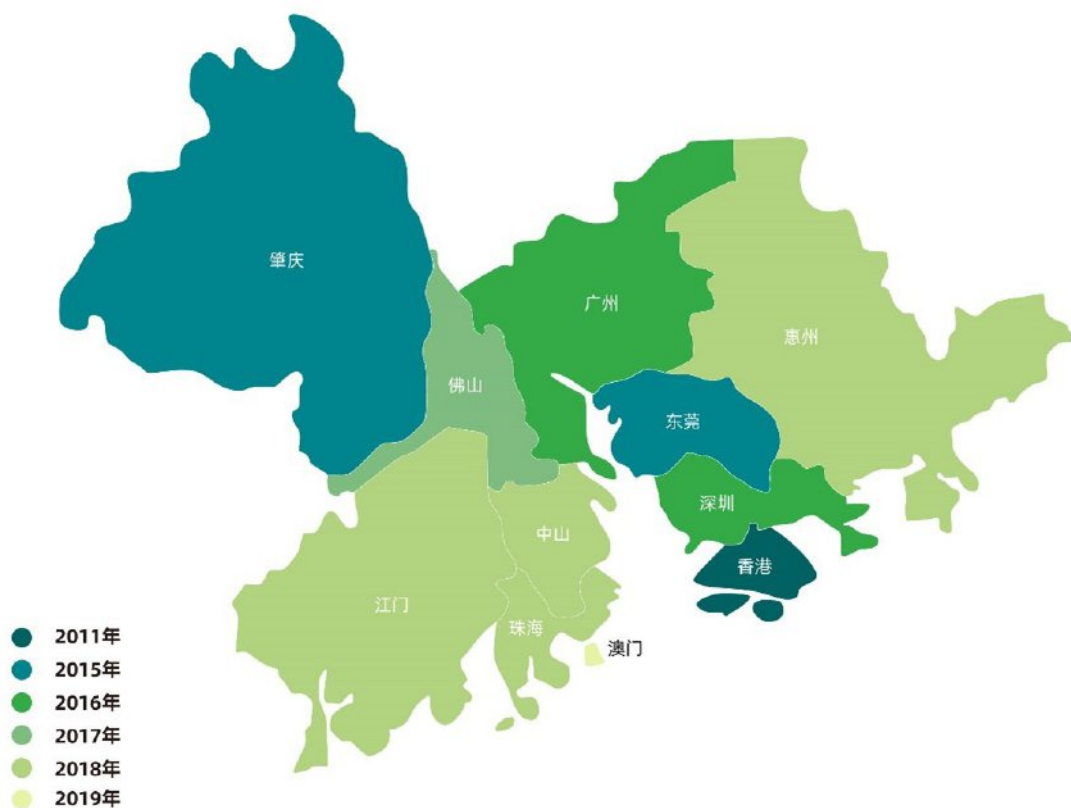 肇庆
广州
惠州
佛山
东莞
深圳
中山
香港
江门
珠海
澳门
2011年
2015年
2016年
2017年
2018年
2019年